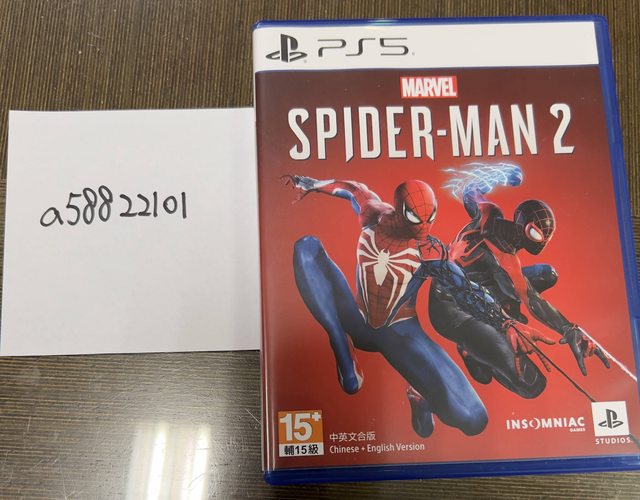 a58822101
PS5
MARVEL
SPIDER-MAN 2
15+
輔15級
中英文合版
Chinese + English Version
INSOMNIAC
GAMES
PLAYSTATION
STUDIOS